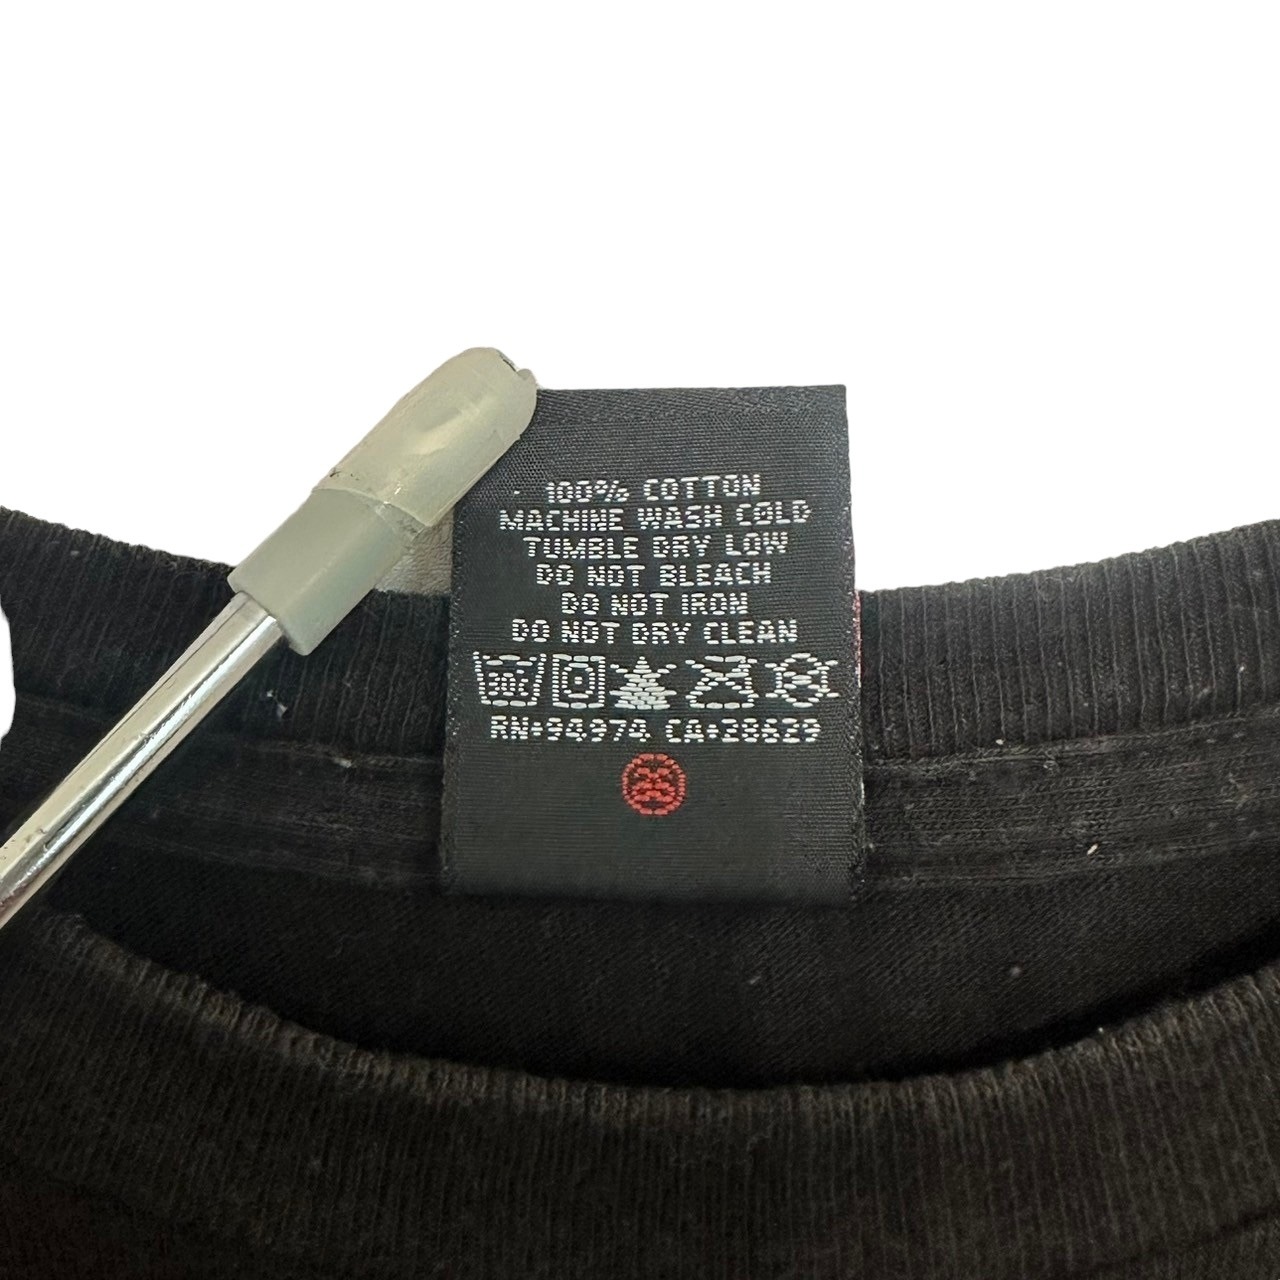 100% COTTON
MACHINE WASH COLD
TUMBLE DRY LOW
DO NOT BLEACH
DO NOT IRON
DO NOT DRY CLEAN
30C
RN#94974 CA#28629